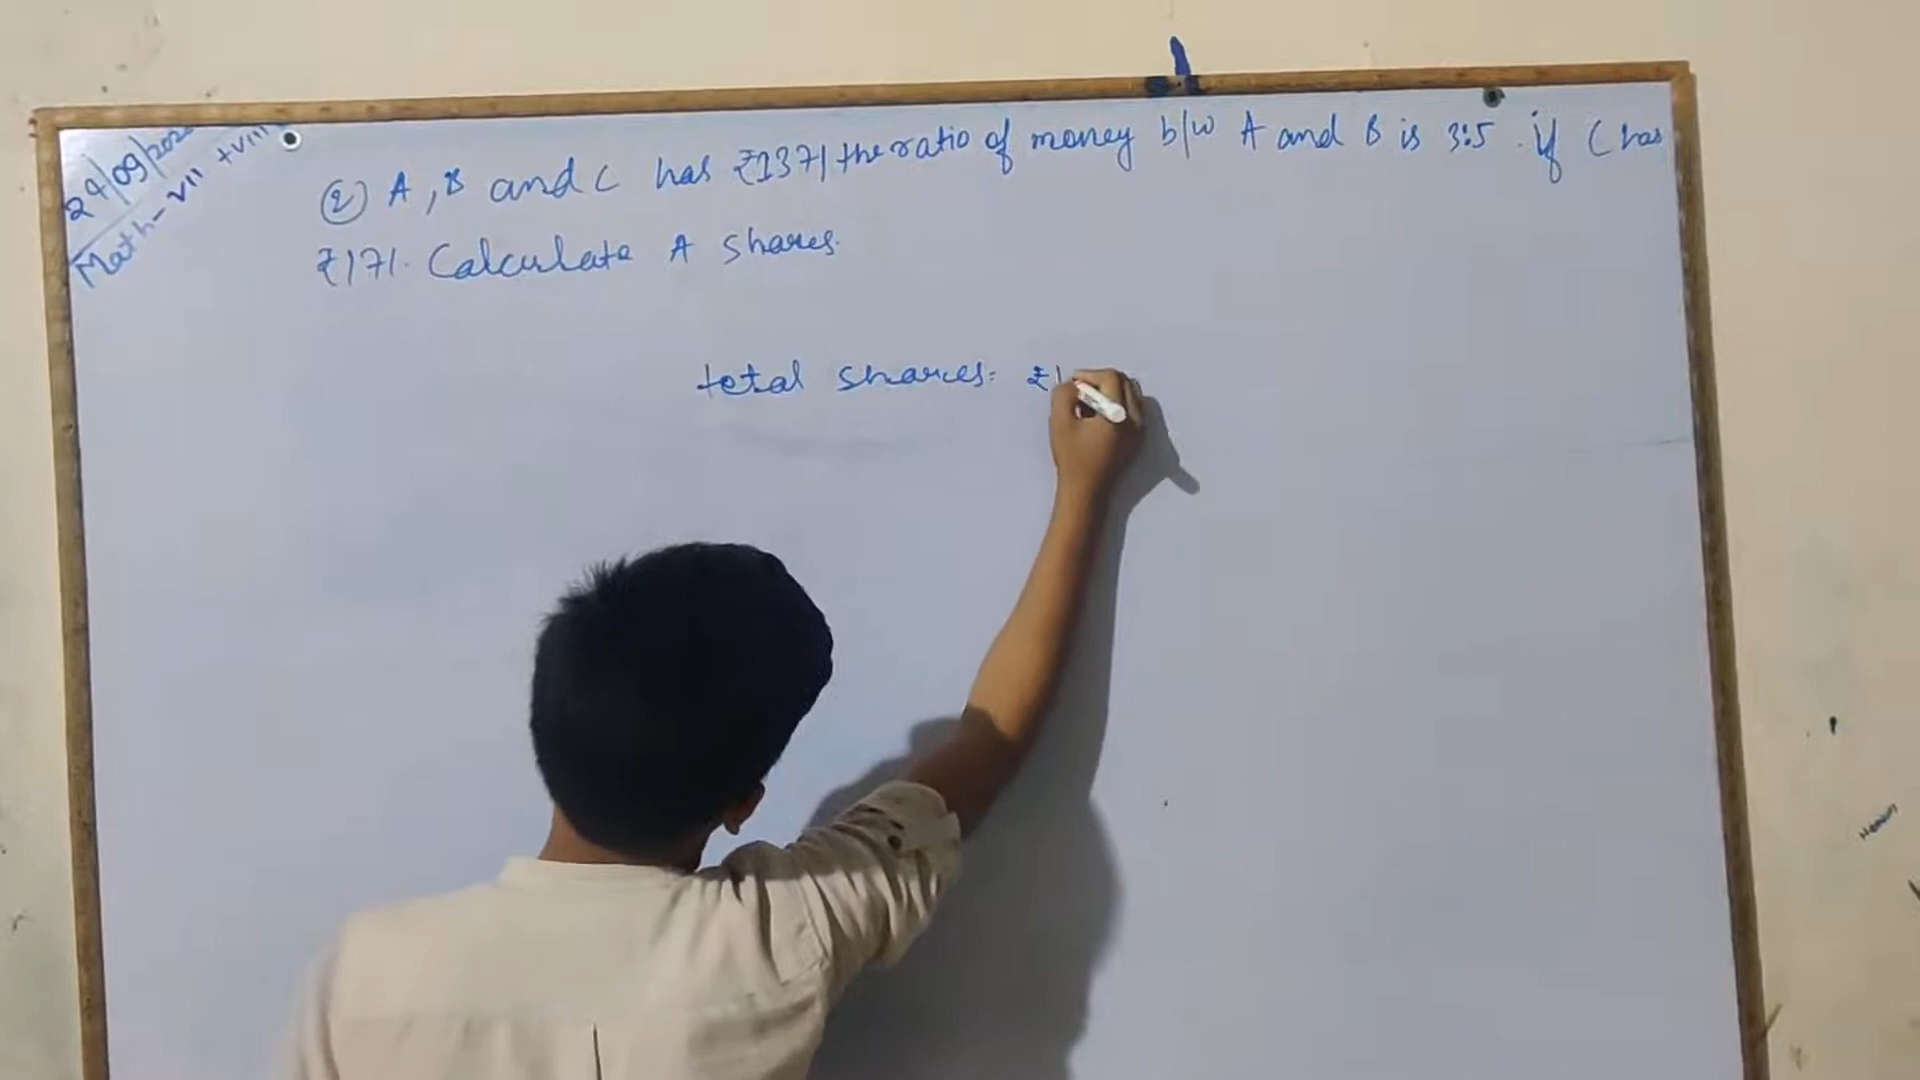 29/09/202
Math - VII + VIII
② A, B and C has ₹1371 the ratio of money b/w A and B is 3:5. if C has
₹171. Calculate A shares.
total shares = ₹1